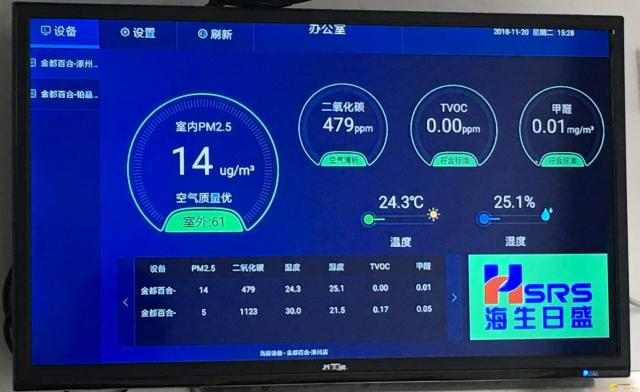 设备
设置
刷新
办公室
2018-11-20 星期二 15:28
金都百合-涿州...
金都百合-铂晶...
室内PM2.5
14 ug/m³
空气质量优
室外:61
二氧化碳
479ppm
空气清新
TVOC
0.00ppm
符合标准
甲醛
0.01mg/m³
符合标准
24.3℃
温度
25.1%
湿度
设备 PM2.5 二氧化碳 温度 湿度 TVOC 甲醛
金都百合- 14 479 24.3 25.1 0.00 0.01
金都百合- 5 1123 30.0 21.5 0.17 0.05
HSRS
海生日盛
当前设备 - 金都百合-涿州店